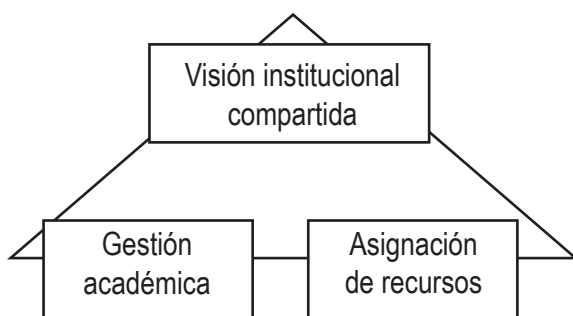 Visión institucional
compartida
Gestión
académica
Asignación
de recursos